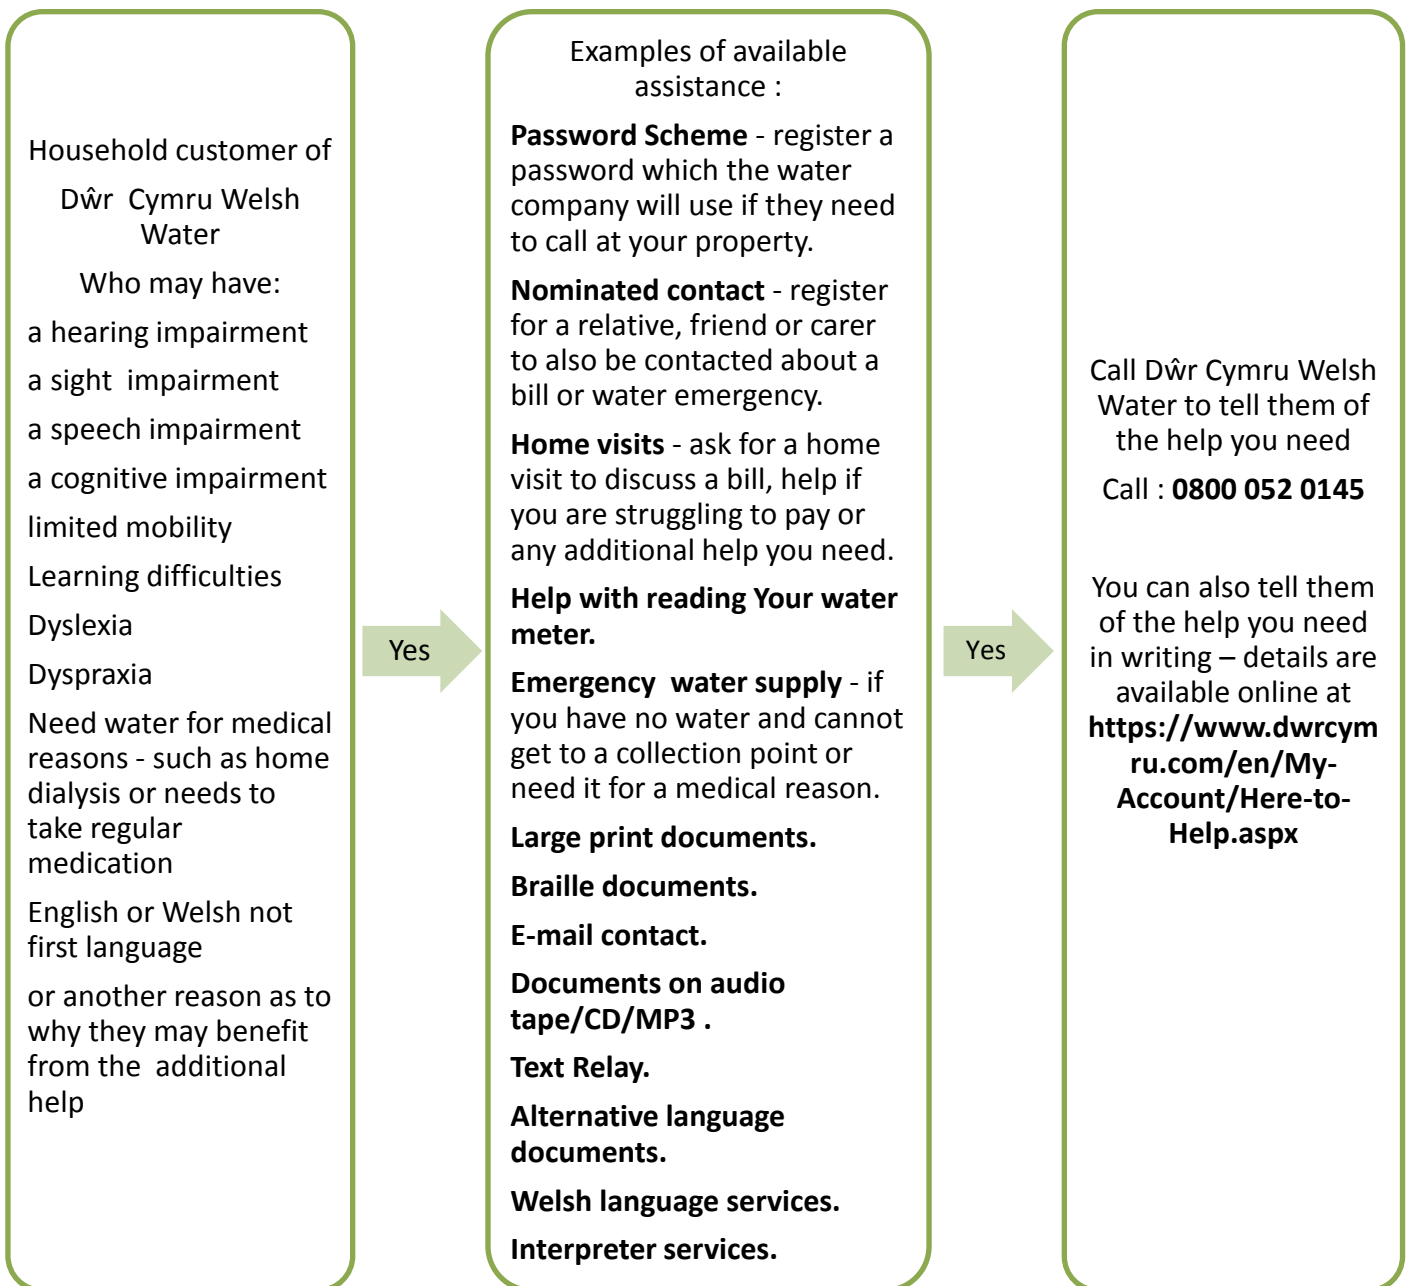 Household customer of
Dŵr Cymru Welsh
Water
Who may have:
a hearing impairment
a sight impairment
a speech impairment
a cognitive impairment
limited mobility
Learning difficulties
Dyslexia
Dyspraxia
Need water for medical
reasons - such as home
dialysis or needs to
take regular
medication
English or Welsh not
first language
or another reason as to
why they may benefit
from the additional
help
Yes
Examples of available
assistance :
Password Scheme - register a
password which the water
company will use if they need
to call at your property.
Nominated contact - register
for a relative, friend or carer
to also be contacted about a
bill or water emergency.
Home visits - ask for a home
visit to discuss a bill, help if
you are struggling to pay or
any additional help you need.
Help with reading Your water
meter.
Emergency water supply - if
you have no water and cannot
get to a collection point or
need it for a medical reason.
Large print documents.
Braille documents.
E-mail contact.
Documents on audio
tape/CD/MP3 .
Text Relay.
Alternative language
documents.
Welsh language services.
Interpreter services.
Yes
Call Dŵr Cymru Welsh
Water to tell them of
the help you need
Call : 0800 052 0145
You can also tell them
of the help you need
in writing – details are
available online at
https://www.dwrcym
ru.com/en/My-
Account/Here-to-
Help.aspx